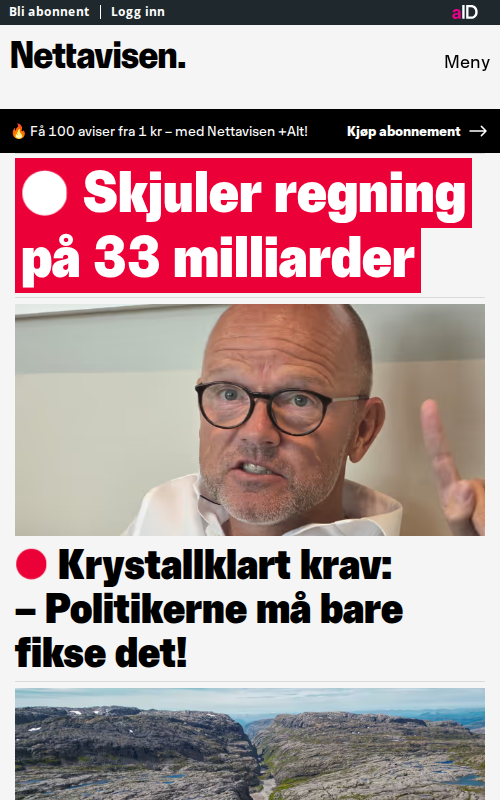 Bli abonnent | Logg inn
aID
Nettavisen.
Meny
🔥 Få 100 aviser fra 1 kr – med Nettavisen +Alt!
Kjøp abonnement →
Skjuler regning
på 33 milliarder
Krystallklart krav:
– Politikerne må bare
fikse det!